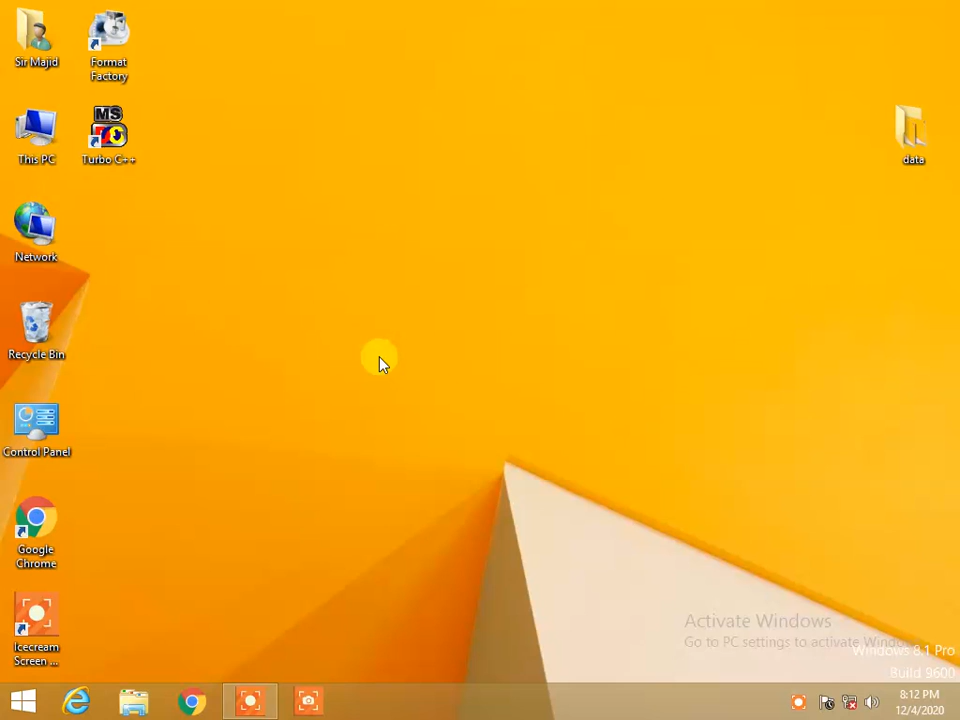 Sir Majid
Format
Factory
This PC
MS
Turbo C++
data
Network
Recycle Bin
Control Panel
Google
Chrome
Icecream
Screen ...
Activate Windows
Go to PC settings to activate Windows.
Windows 8.1 Pro
Build 9600
8:12 PM
12/4/2020